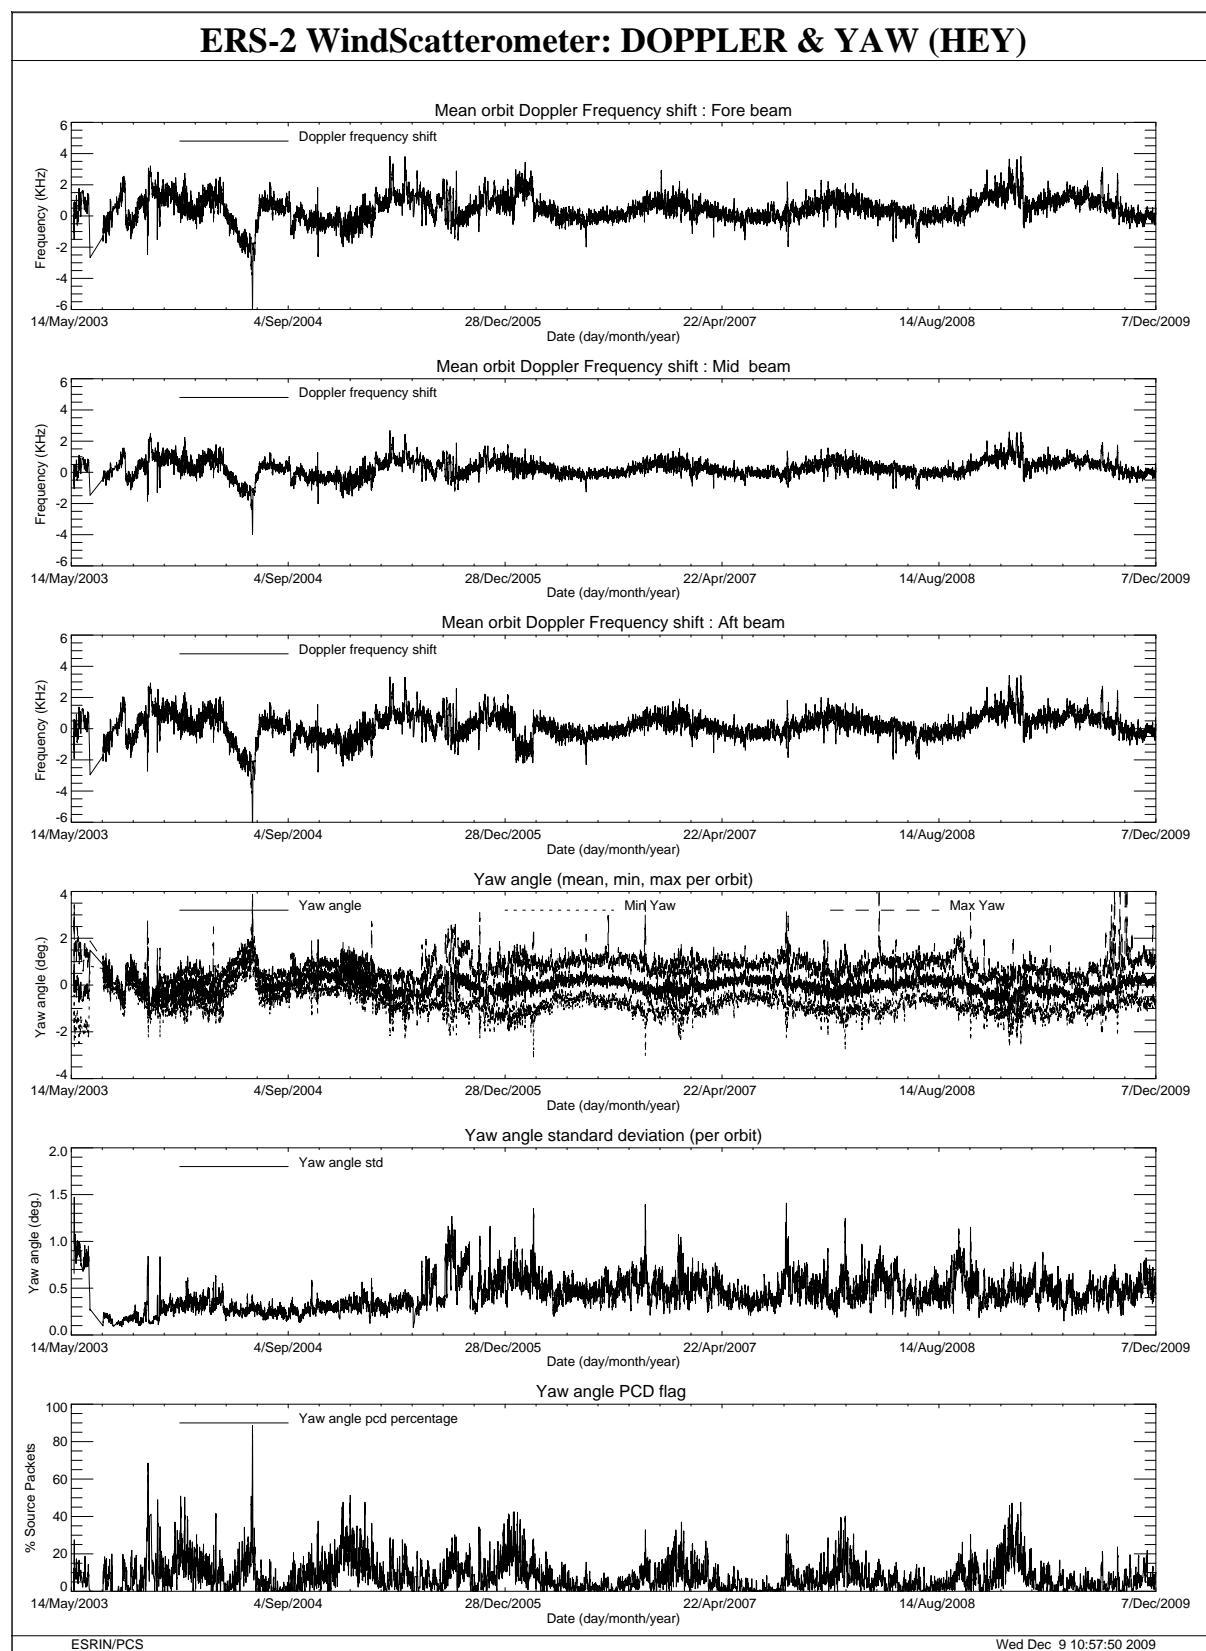 ERS-2 WindScatterometer: DOPPLER & YAW (HEY)
Mean orbit Doppler Frequency shift : Fore beam
Doppler frequency shift
Frequency (KHz)
6
4
2
0
-2
-4
-6
14/May/2003 4/Sep/2004 28/Dec/2005 22/Apr/2007 14/Aug/2008 7/Dec/2009
Date (day/month/year)
Mean orbit Doppler Frequency shift : Mid beam
Doppler frequency shift
Frequency (KHz)
6
4
2
0
-2
-4
-6
14/May/2003 4/Sep/2004 28/Dec/2005 22/Apr/2007 14/Aug/2008 7/Dec/2009
Date (day/month/year)
Mean orbit Doppler Frequency shift : Aft beam
Doppler frequency shift
Frequency (KHz)
6
4
2
0
-2
-4
-6
14/May/2003 4/Sep/2004 28/Dec/2005 22/Apr/2007 14/Aug/2008 7/Dec/2009
Date (day/month/year)
Yaw angle (mean, min, max per orbit)
Yaw angle Min Yaw Max Yaw
Yaw angle (deg.)
4
2
0
-2
-4
14/May/2003 4/Sep/2004 28/Dec/2005 22/Apr/2007 14/Aug/2008 7/Dec/2009
Date (day/month/year)
Yaw angle standard deviation (per orbit)
Yaw angle std
Yaw angle (deg.)
2.0
1.5
1.0
0.5
0.0
14/May/2003 4/Sep/2004 28/Dec/2005 22/Apr/2007 14/Aug/2008 7/Dec/2009
Date (day/month/year)
Yaw angle PCD flag
Yaw angle pcd percentage
% Source Packets
100
80
60
40
20
0
14/May/2003 4/Sep/2004 28/Dec/2005 22/Apr/2007 14/Aug/2008 7/Dec/2009
Date (day/month/year)
ESRIN/PCS Wed Dec 9 10:57:50 2009